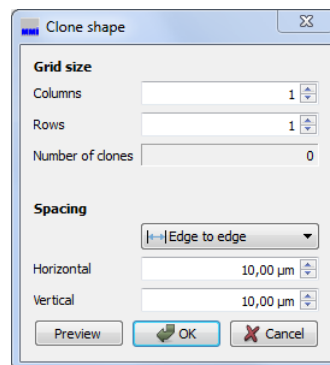 MMI Clone shape
Grid size
Columns 1
Rows 1
Number of clones 0
Spacing
Edge to edge
Horizontal 10,00 µm
Vertical 10,00 µm
Preview OK Cancel